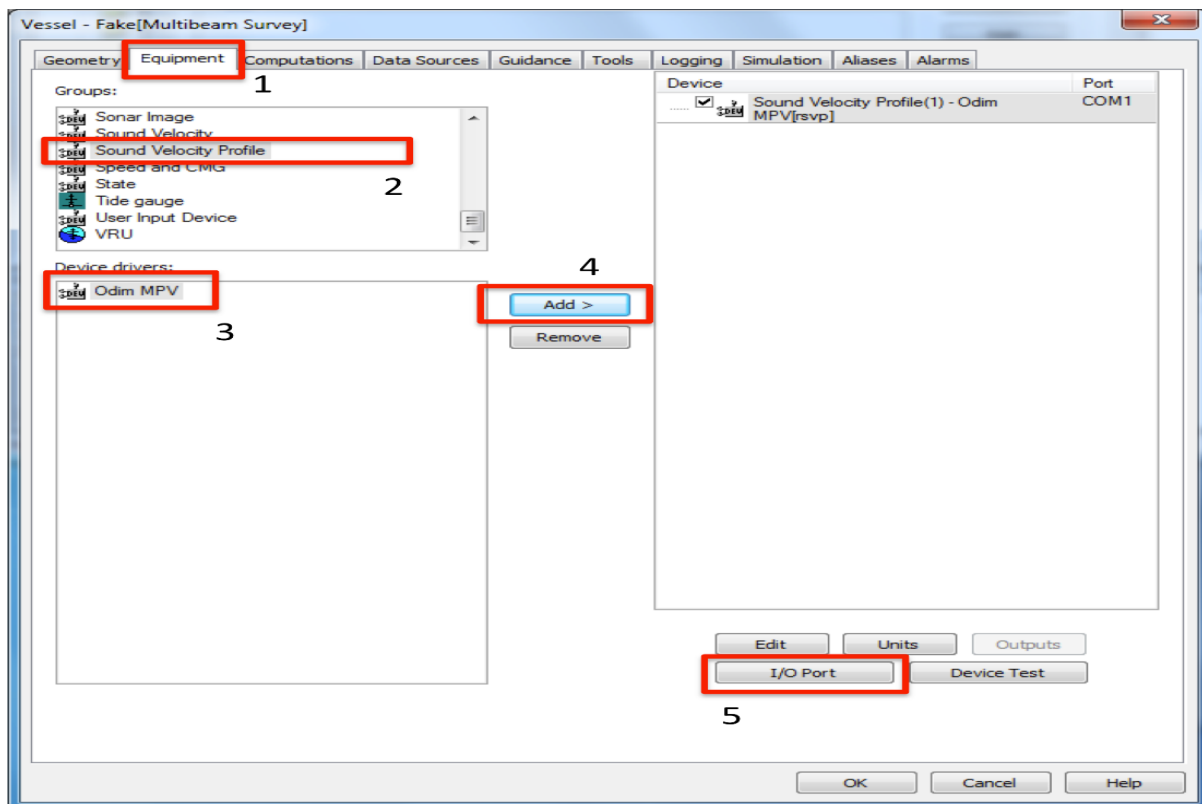 Vessel - Fake[Multibeam Survey]
Geometry Equipment Computations Data Sources Guidance Tools Logging Simulation Aliases Alarms
1
Groups:
Sonar Image
Sound Velocity
Sound Velocity Profile
Speed and CMG
State
Tide gauge
User Input Device
VRU
2
Device drivers:
Odim MPV
3
4
Add >
Remove
Device Port
Sound Velocity Profile(1) - Odim COM1
MPV[rsvp]
Edit Units Outputs
I/O Port Device Test
5
OK Cancel Help